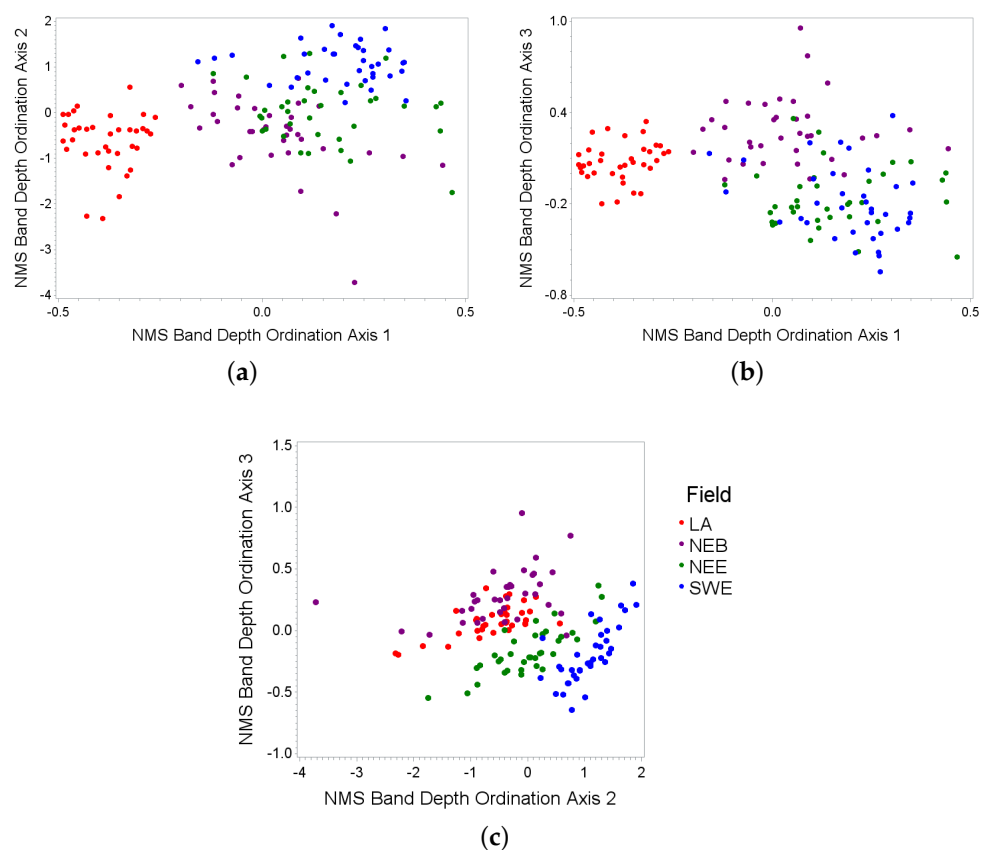 2
1
0
-1
-2
-3
-4
-0.5
0.0
0.5
NMS Band Depth Ordination Axis 2
NMS Band Depth Ordination Axis 1
(a)
1.0
0.4
-0.2
-0.8
-0.5
0.0
0.5
NMS Band Depth Ordination Axis 3
NMS Band Depth Ordination Axis 1
(b)
1.5
1.0
0.5
0.0
-0.5
-1.0
-4
-3
-2
-1
0
1
2
NMS Band Depth Ordination Axis 3
NMS Band Depth Ordination Axis 2
Field
LA
NEB
NEE
SWE
(c)